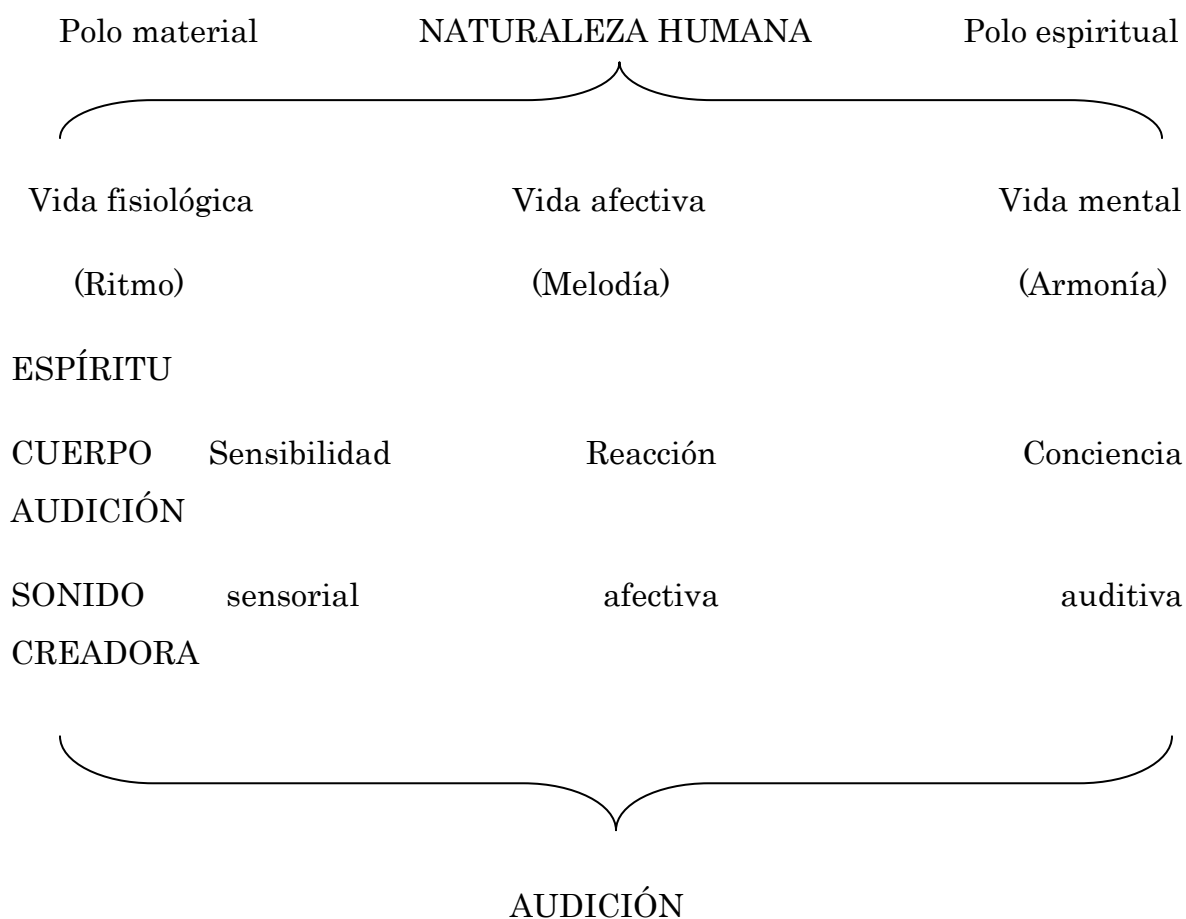 Polo material NATURALEZA HUMANA Polo espiritual
Vida fisiológica Vida afectiva Vida mental
(Ritmo) (Melodía) (Armonía)
ESPÍRITU
CUERPO Sensibilidad Reacción Conciencia
AUDICIÓN
SONIDO sensorial afectiva auditiva
CREADORA
AUDICIÓN